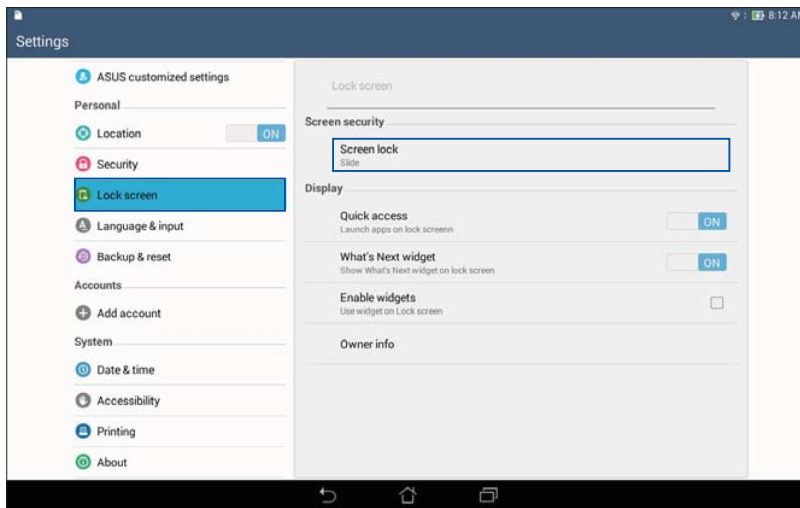 8:12 AM
Settings
ASUS customized settings
Personal
Location ON
Security
Lock screen
Language & input
Backup & reset
Accounts
Add account
System
Date & time
Accessibility
Printing
About
Lock screen
Screen security
Screen lock
Slide
Display
Quick access
Launch apps on lock screenn
ON
What's Next widget
Show What's Next widget on lock screen
ON
Enable widgets
Use widget on Lock screen
Owner info